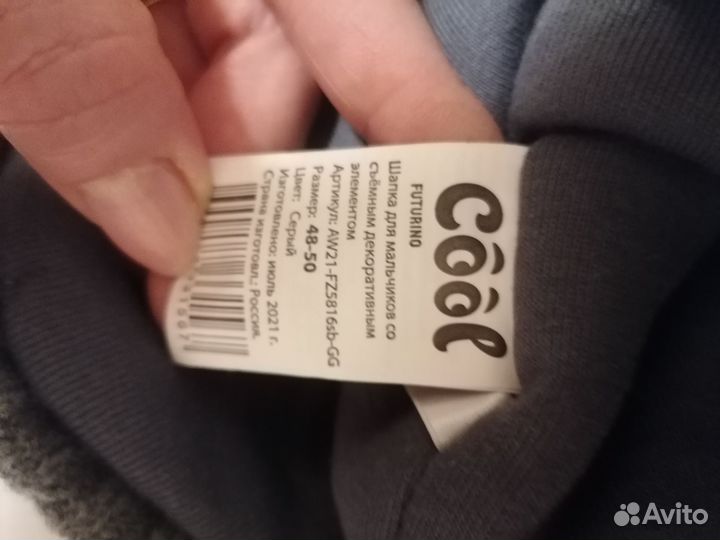 Cool
FUTURINO
Шапка для мальчиков со
съёмным декоративным
элементом
Артикул: AW21-FZ5816sb-GG
Размер: 48-50
Цвет: Серый
Изготовлено: июль 2021 г.
Страна изготовл.: Россия.
Avito